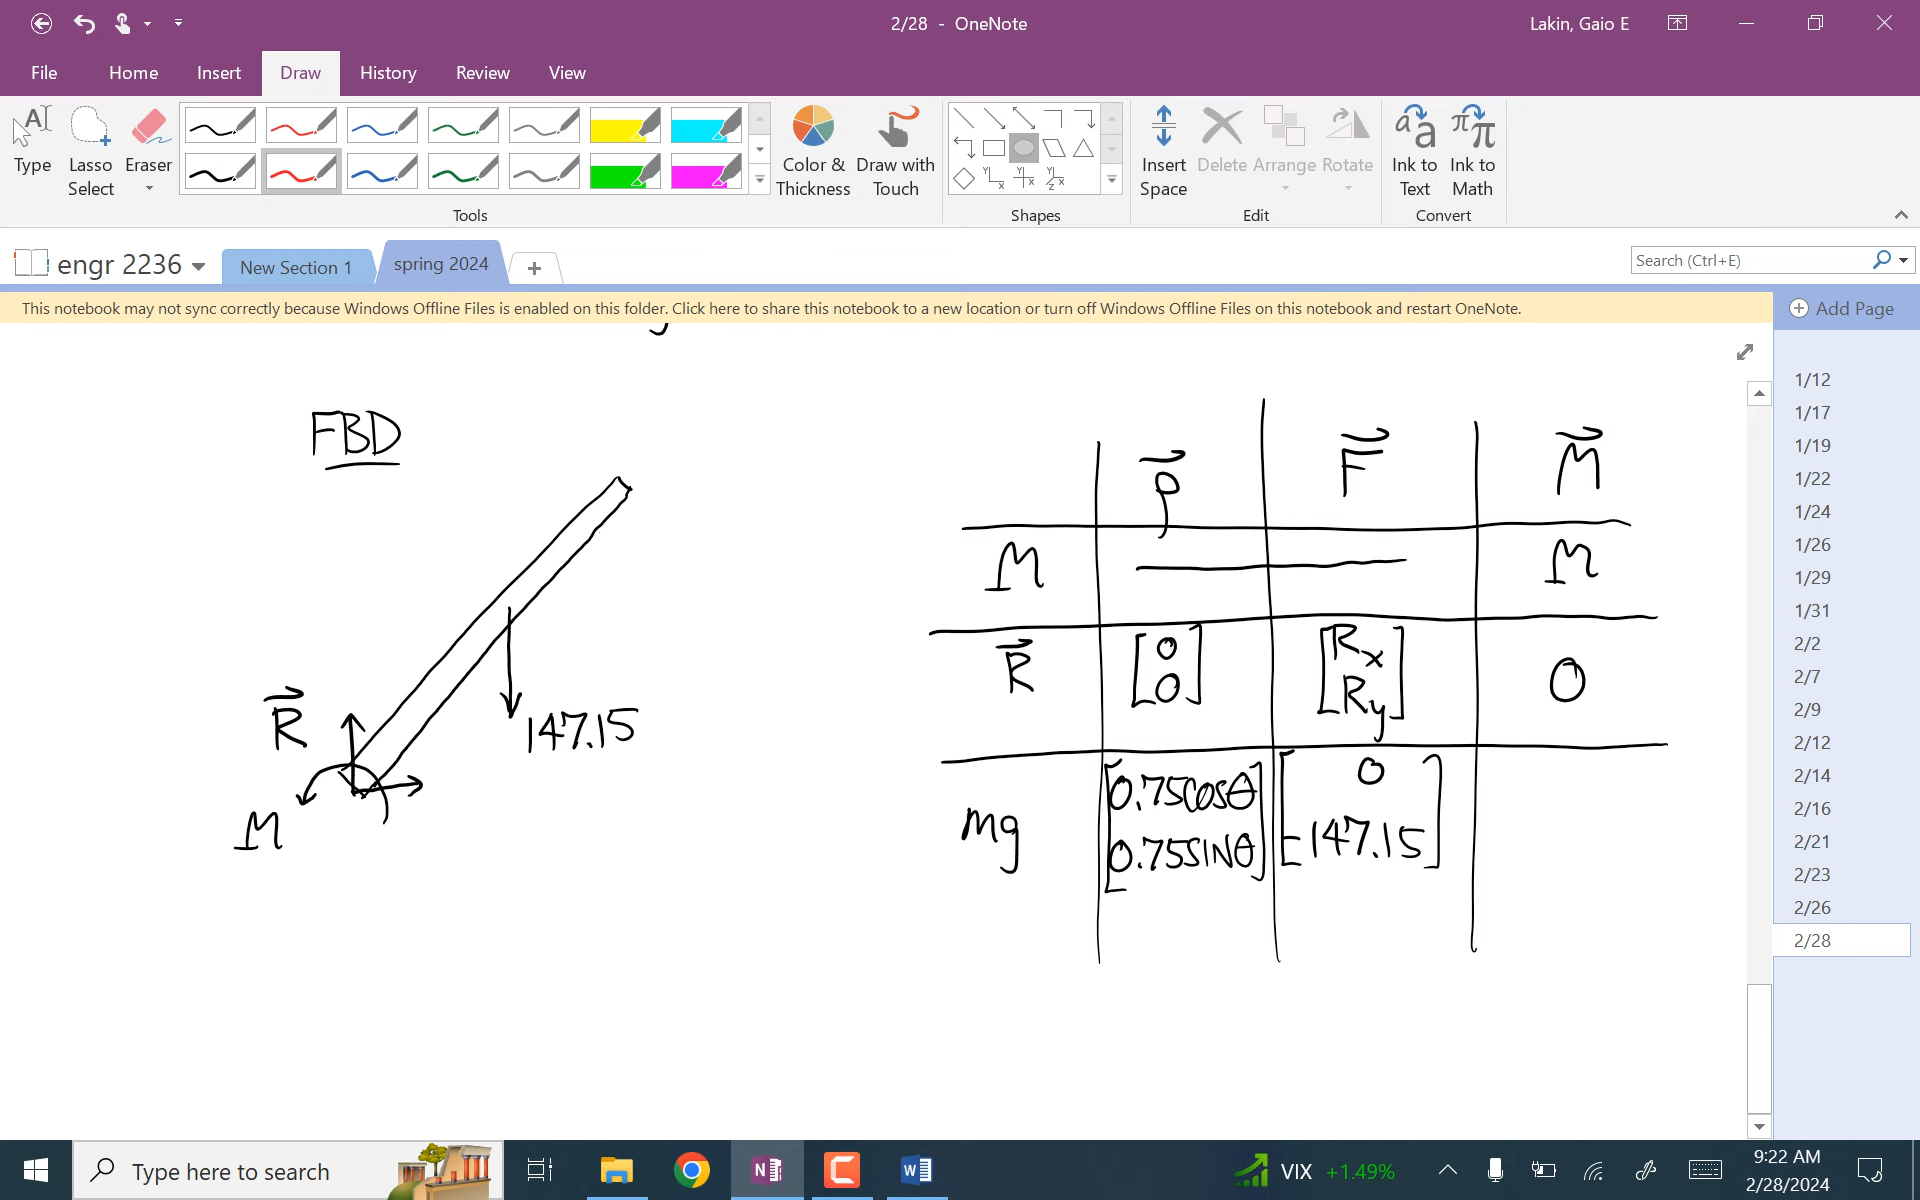 2/28 - OneNote
Lakin, Gaio E
File
Home
Insert
Draw
History
Review
View
Type
Lasso
Select
Eraser
Color &
Thickness
Draw with
Touch
Insert
Space
Delete
Arrange
Rotate
Ink to
Text
Ink to
Math
Tools
Shapes
Edit
Convert
engr 2236
New Section 1
spring 2024
Search (Ctrl+E)
This notebook may not sync correctly because Windows Offline Files is enabled on this folder. Click here to share this notebook to a new location or turn off Windows Offline Files on this notebook and restart OneNote.
Add Page
1/12
1/17
1/19
1/22
1/24
1/26
1/29
1/31
2/2
2/7
2/9
2/12
2/14
2/16
2/21
2/23
2/26
2/28
FBD
R
147.15
M
P F M
M M
R [0 0] [Rx Ry] 0
mg [0.75cosθ 0.75sinθ] [0 -147.15]
Type here to search
VIX +1.49%
9:22 AM
2/28/2024